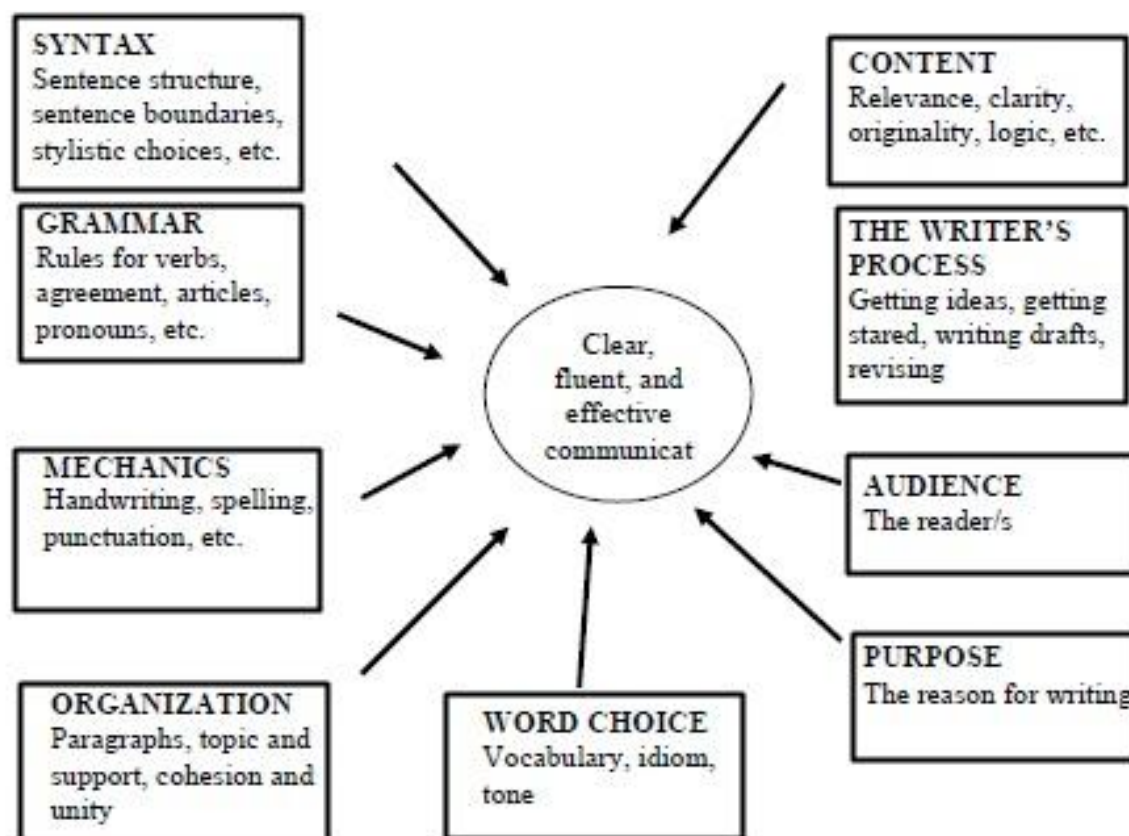 SYNTAX
Sentence structure,
sentence boundaries,
stylistic choices, etc.
GRAMMAR
Rules for verbs,
agreement, articles,
pronouns, etc.
MECHANICS
Handwriting, spelling,
punctuation, etc.
ORGANIZATION
Paragraphs, topic and
support, cohesion and
unity
Clear,
fluent, and
effective
communicat
WORD CHOICE
Vocabulary, idiom,
tone
CONTENT
Relevance, clarity,
originality, logic, etc.
THE WRITER'S
PROCESS
Getting ideas, getting
stared, writing drafts,
revising
AUDIENCE
The reader/s
PURPOSE
The reason for writing